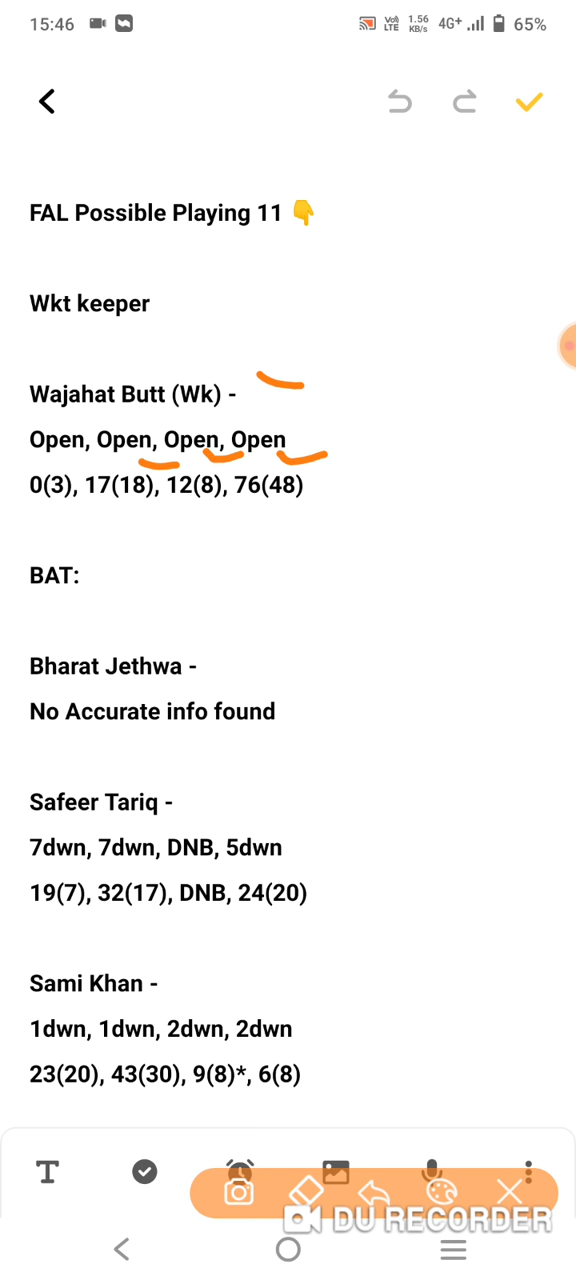 15:46
Vo) LTE 1.56 KB/s 4G+ 65%
FAL Possible Playing 11 👇
Wkt keeper
Wajahat Butt (Wk) -
Open, Open, Open, Open
0(3), 17(18), 12(8), 76(48)
BAT:
Bharat Jethwa -
No Accurate info found
Safeer Tariq -
7dwn, 7dwn, DNB, 5dwn
19(7), 32(17), DNB, 24(20)
Sami Khan -
1dwn, 1dwn, 2dwn, 2dwn
23(20), 43(30), 9(8)*, 6(8)
T
DU RECORDER